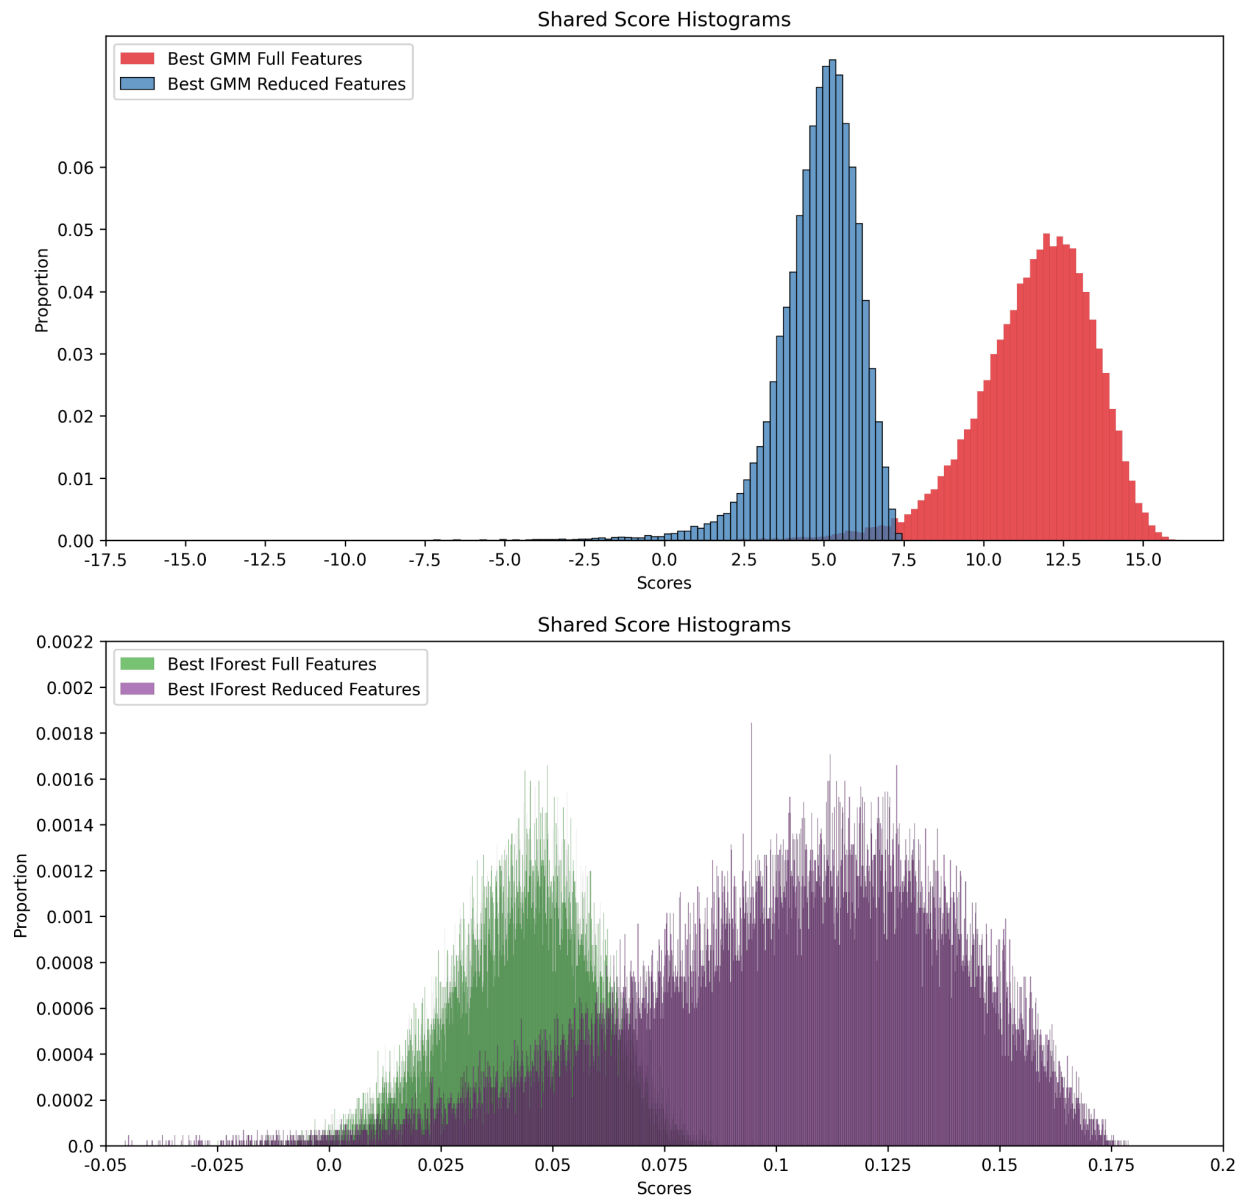 Shared Score Histograms
Best GMM Full Features
Best GMM Reduced Features
Proportion
0.06
0.05
0.04
0.03
0.02
0.01
0.00
-17.5 -15.0 -12.5 -10.0 -7.5 -5.0 -2.5 0.0 2.5 5.0 7.5 10.0 12.5 15.0
Scores
Shared Score Histograms
Best IForest Full Features
Best IForest Reduced Features
Proportion
0.0022
0.002
0.0018
0.0016
0.0014
0.0012
0.001
0.0008
0.0006
0.0004
0.0002
0.0
-0.05 -0.025 0.0 0.025 0.05 0.075 0.1 0.125 0.15 0.175 0.2
Scores